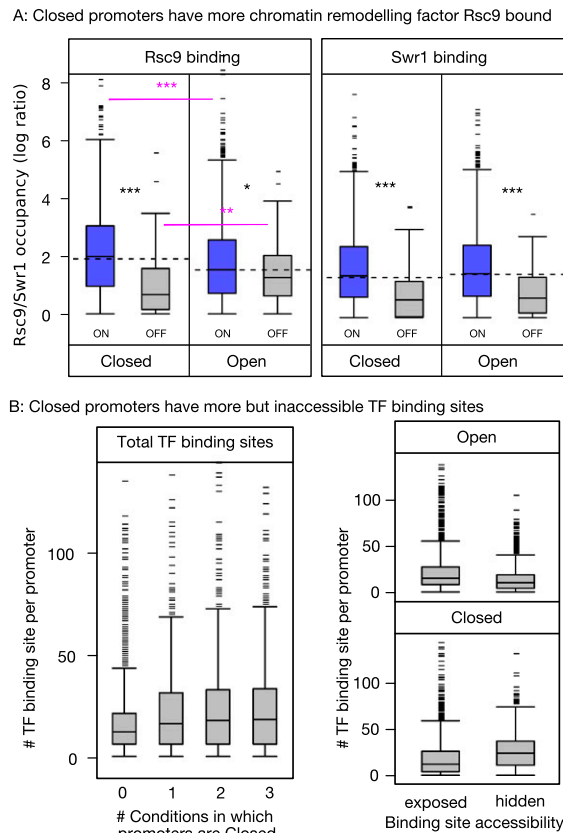 A: Closed promoters have more chromatin remodelling factor Rsc9 bound
Rsc9 binding
Swr1 binding
Rsc9/Swr1 occupancy (log ratio)
8
6
4
2
0
***
***
*
**
***
***
ON
OFF
ON
OFF
ON
OFF
ON
OFF
Closed
Open
Closed
Open
B: Closed promoters have more but inaccessible TF binding sites
Total TF binding sites
# TF binding site per promoter
100
50
0
0
1
2
3
# Conditions in which
promoters are Closed
Open
# TF binding site per promoter
100
50
0
Closed
100
50
0
exposed
hidden
Binding site accessibility